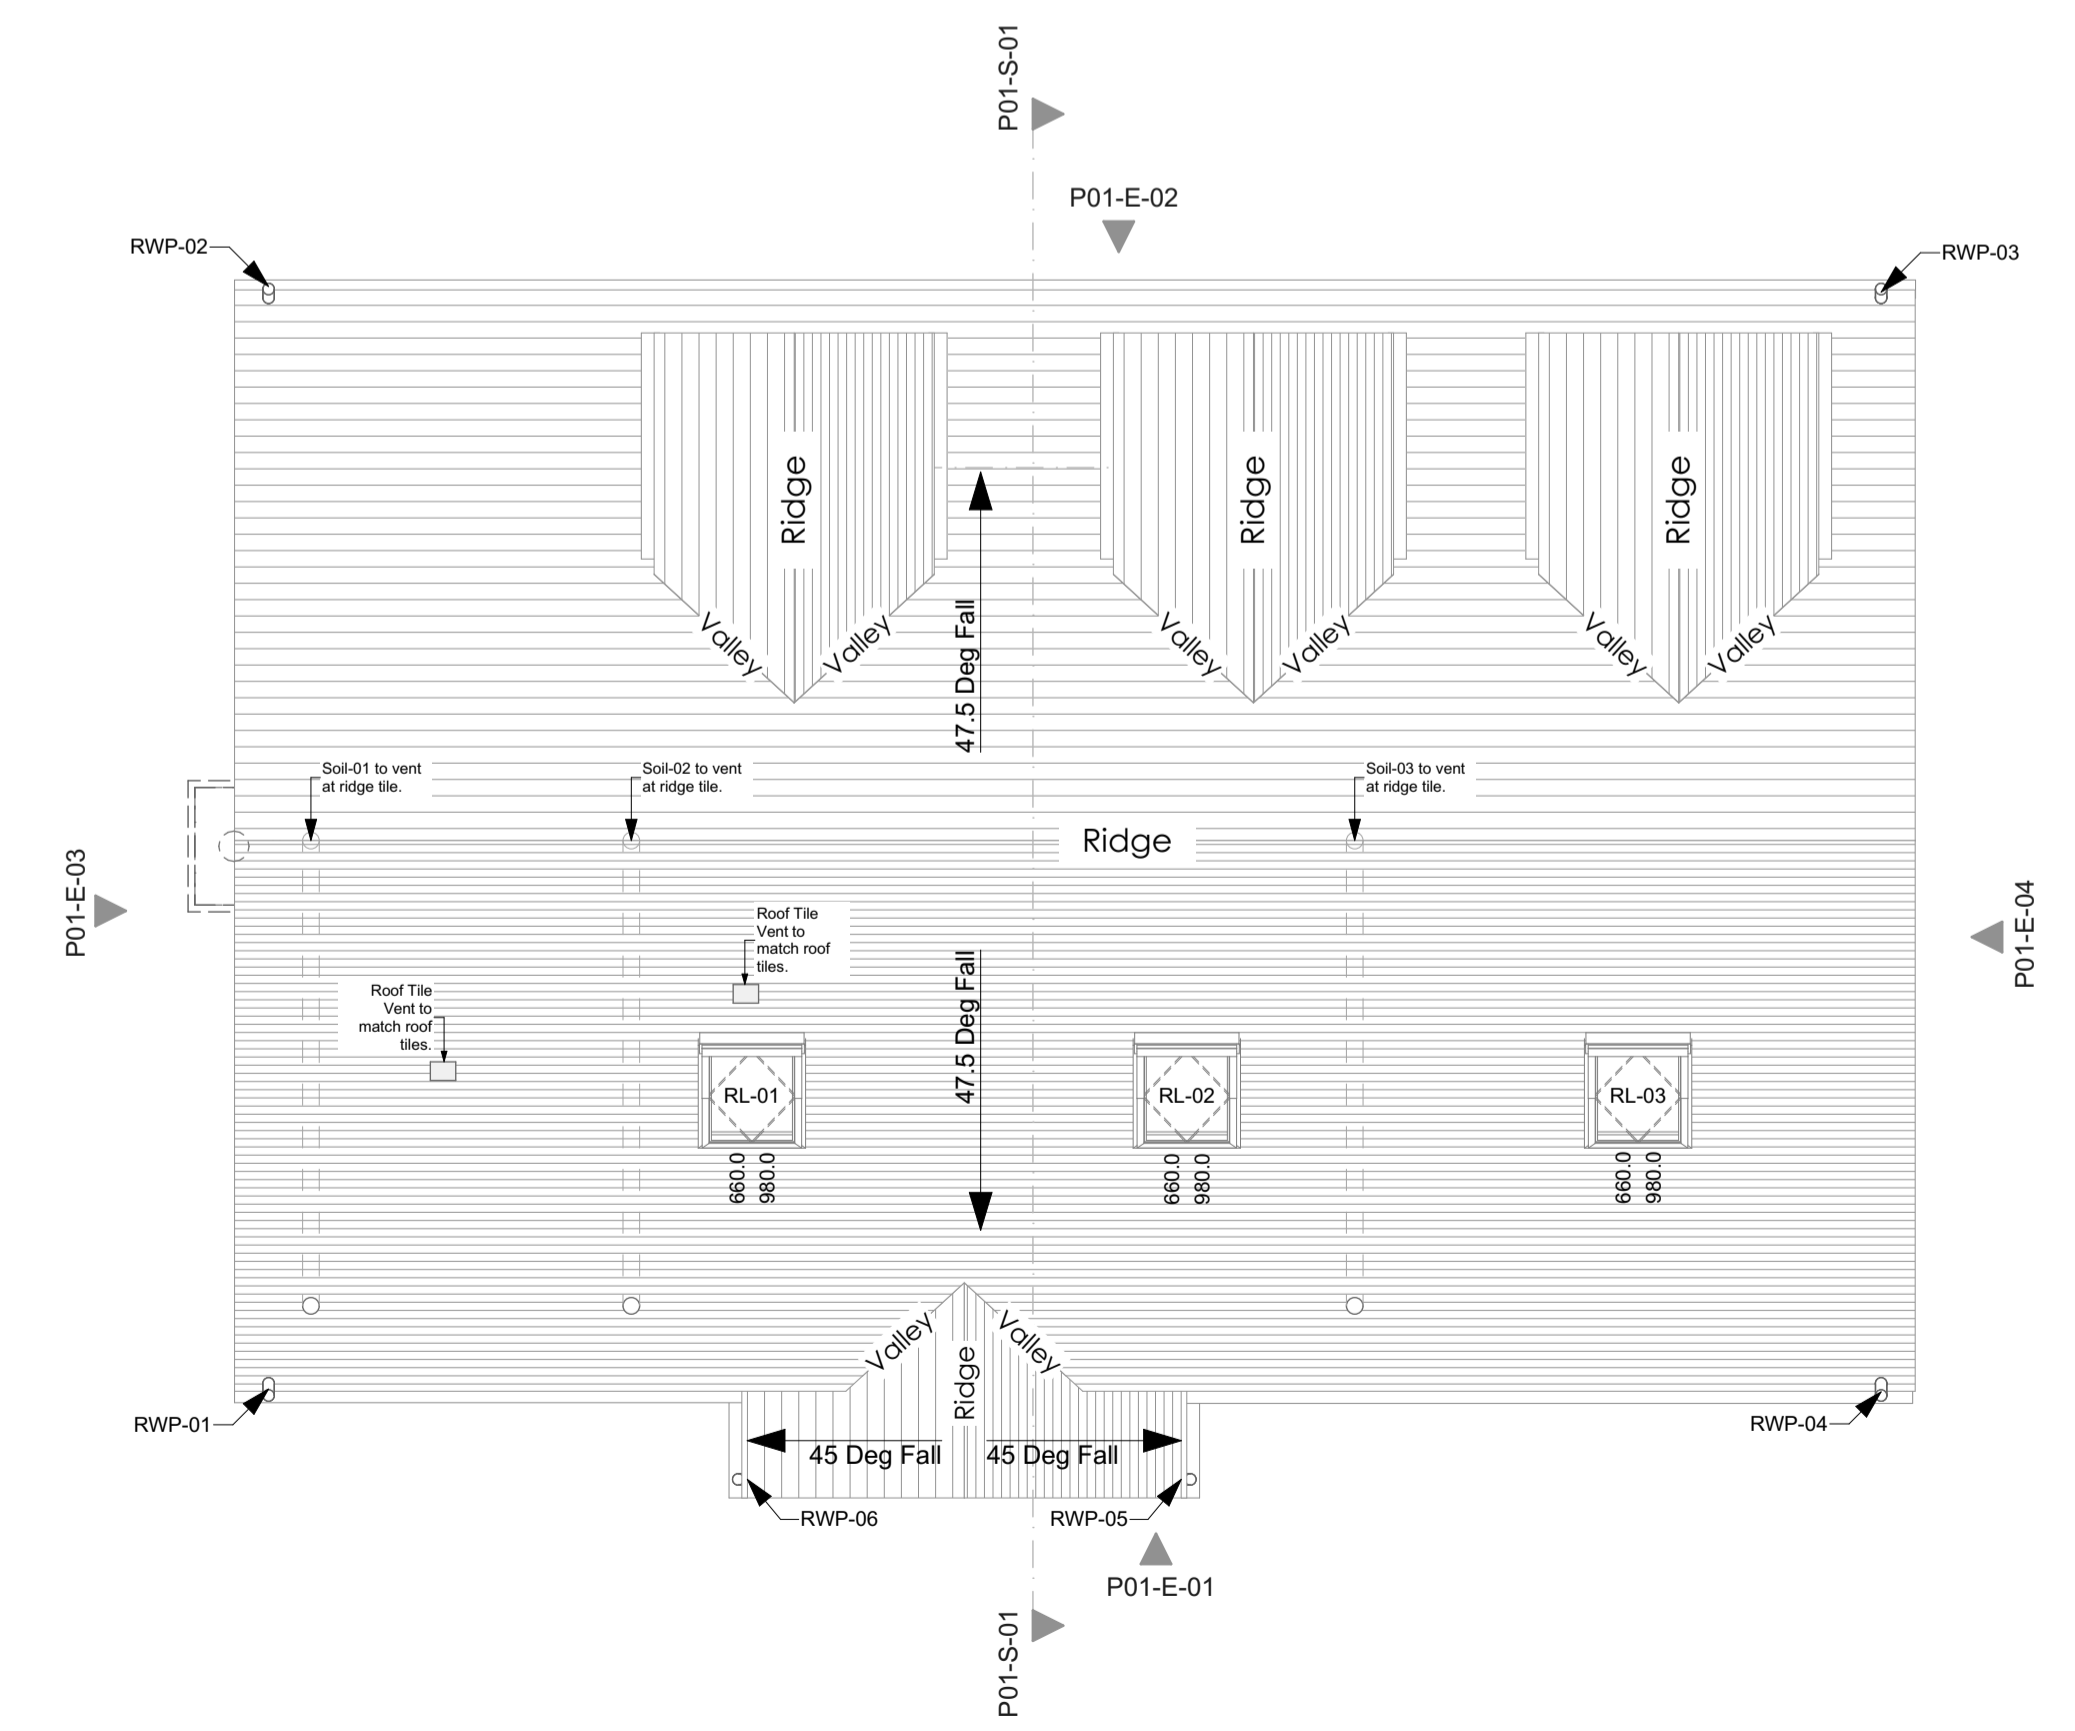 P01-S-01
P01-E-02
RWP-02
RWP-03
Ridge
Ridge
Ridge
Valley
Valley
Valley
Valley
Valley
Valley
47.5 Deg Fall
Soil-01 to vent
at ridge tile.
Soil-02 to vent
at ridge tile.
Soil-03 to vent
at ridge tile.
Ridge
P01-E-03
P01-E-04
Roof Tile
Vent to
match roof
tiles.
Roof Tile
Vent to
match roof
tiles.
47.5 Deg Fall
RL-01
RL-02
RL-03
660.0
980.0
660.0
980.0
660.0
980.0
Valley
Valley
Ridge
RWP-01
RWP-04
45 Deg Fall
45 Deg Fall
RWP-06
RWP-05
P01-E-01
P01-S-01